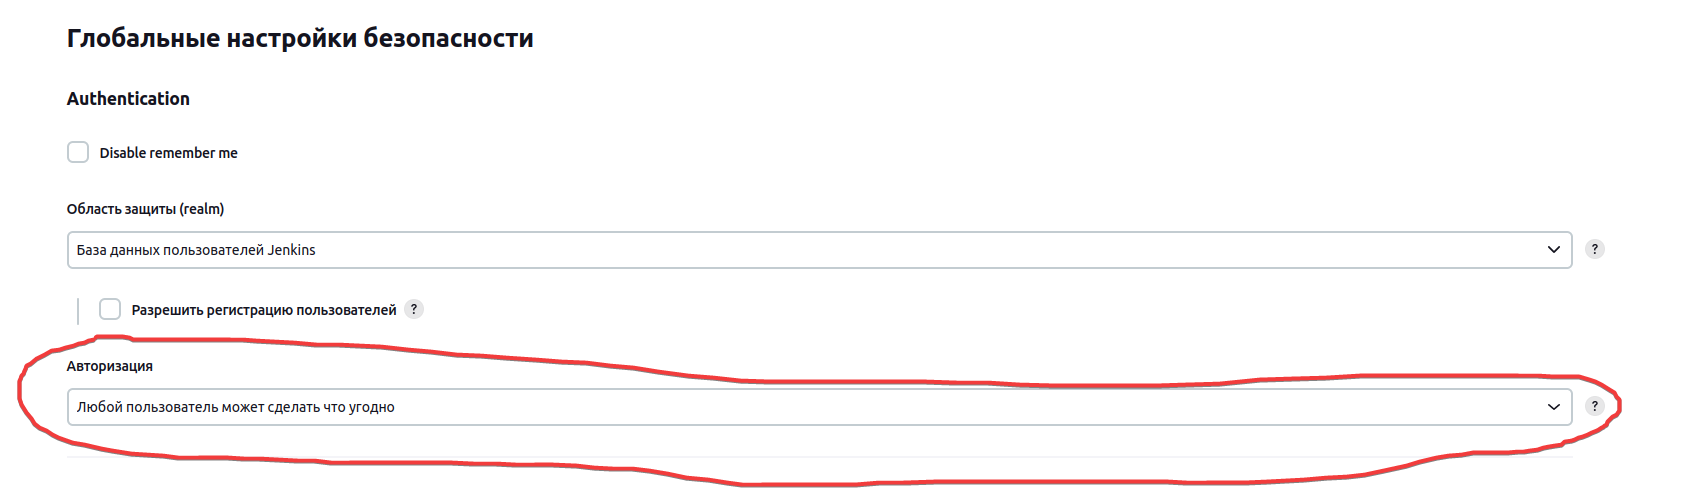 Глобальные настройки безопасности
Authentication
Disable remember me
Область защиты (realm)
База данных пользователей Jenkins
?
Разрешить регистрацию пользователей ?
Авторизация
Любой пользователь может сделать что угодно
?